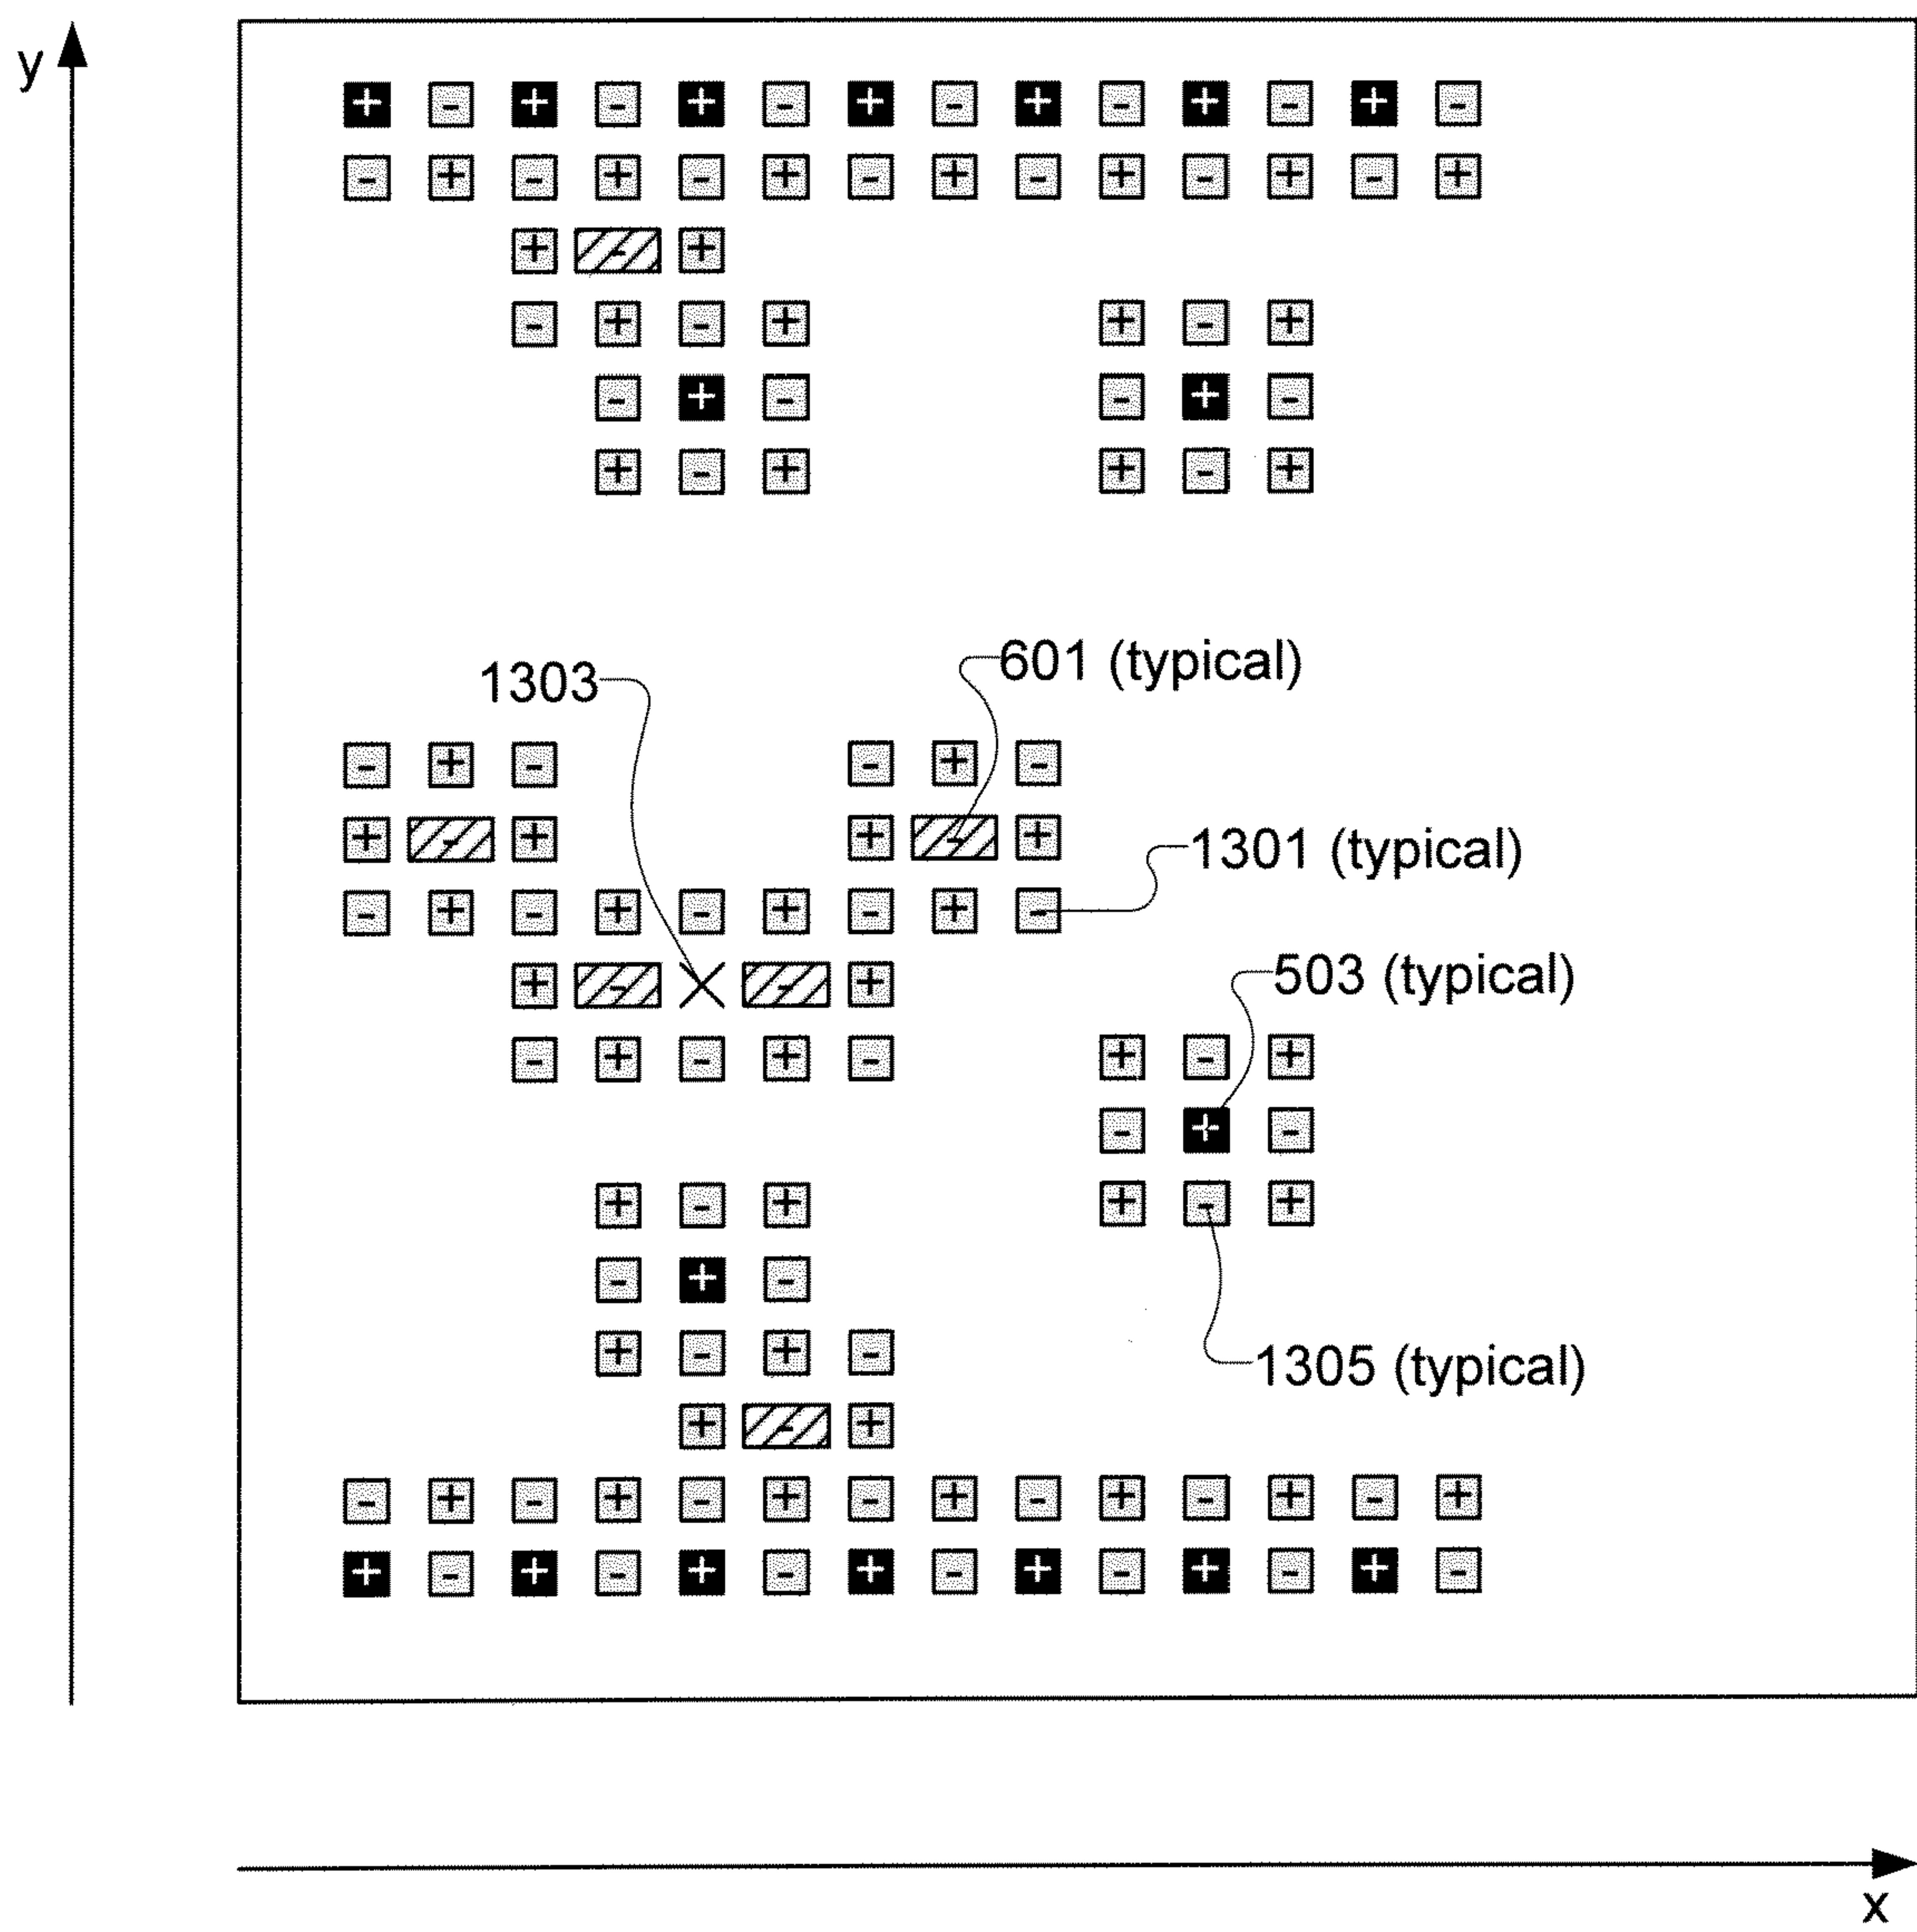 y
+ - + - + - + - + - + - + -
- + - + - + - + - + - + - +
+ - +
- + - + + - +
- + - - + -
+ - + + - +
601 (typical)
1303
- + - - + -
+ - + + - +
1301 (typical)
- + - + - + - + -
503 (typical)
+ - - +
- + - + - + - +
- + -
+ - + + - +
- + -
+ - + -
1305 (typical)
+ - +
- + - + - + - + - + - + - +
+ - + - + - + - + - + - + -
x